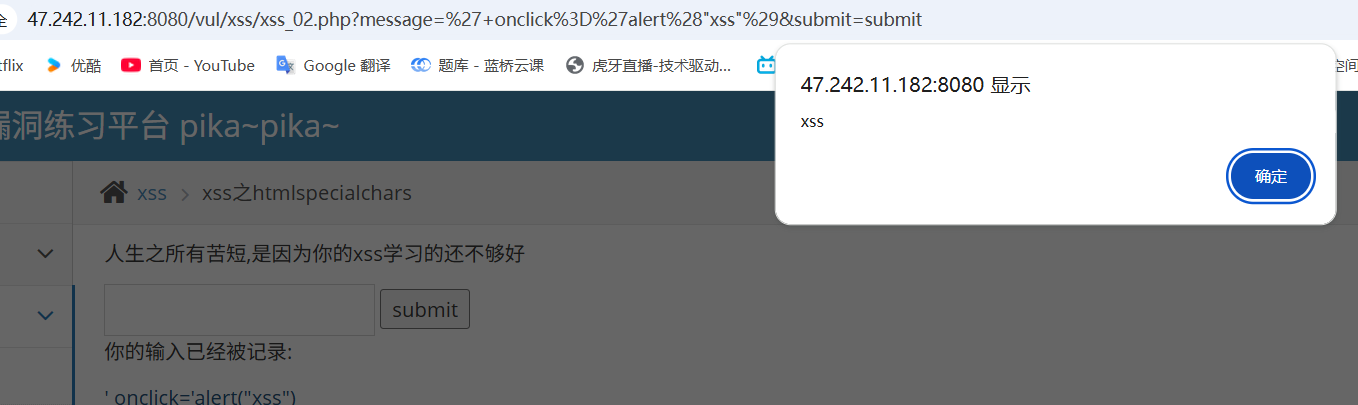 全 47.242.11.182:8080/vul/xss/xss_02.php?message=%27+onclick%3D%27alert%28"xss"%29&submit=submit
tflix 优酷 首页 - YouTube Google 翻译 题库 - 蓝桥云课 虎牙直播-技术驱动... 空间
47.242.11.182:8080 显示
xss
确定
漏洞练习平台 pika~pika~
xss xss之htmlspecialchars
人生之所有苦短,是因为你的xss学习的还不够好
submit
你的输入已经被记录:
' onclick='alert("xss")